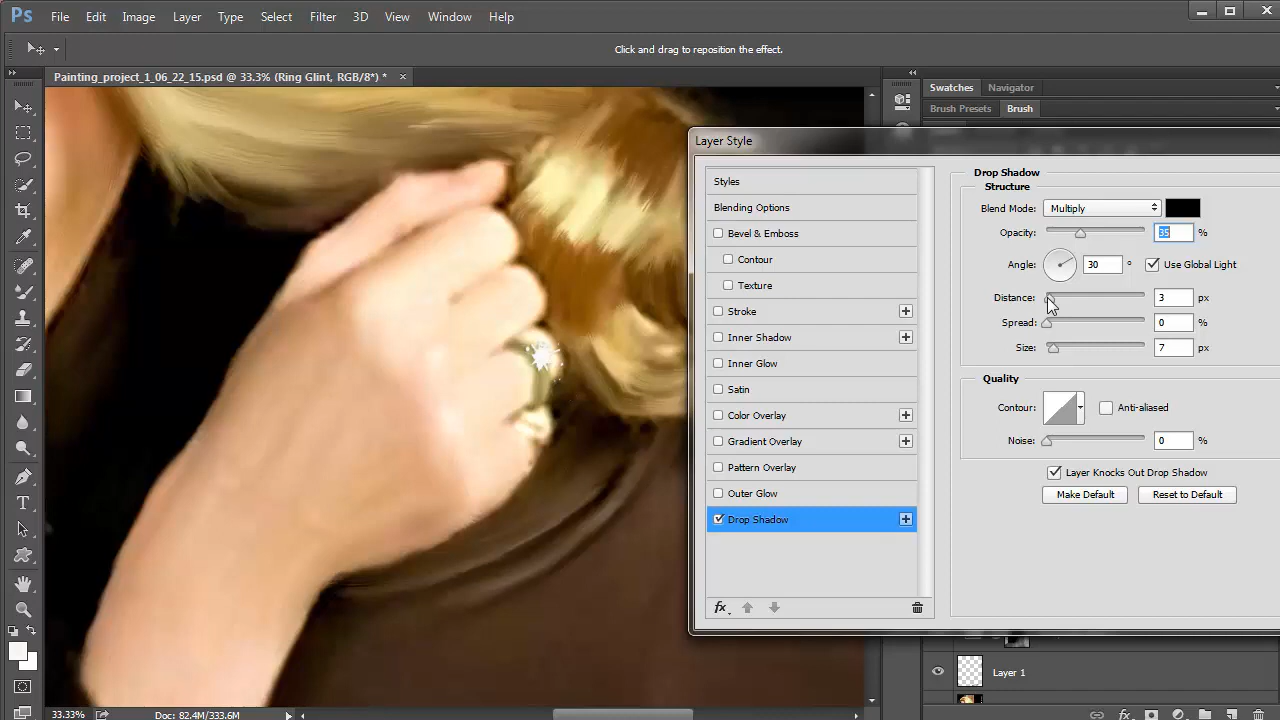 Ps File Edit Image Layer Type Select Filter 3D View Window Help
Click and drag to reposition the effect.
Painting_project_1_06_22_15.psd @ 33.3% (Ring Glint, RGB/8*) * ×
Swatches Navigator
Brush Presets Brush
Layer Style
Styles
Blending Options
Bevel & Emboss
Contour
Texture
Stroke
Inner Shadow
Inner Glow
Satin
Color Overlay
Gradient Overlay
Pattern Overlay
Outer Glow
Drop Shadow
fx
Drop Shadow
Structure
Blend Mode: Multiply
Opacity: 35 %
Angle: 30 ° Use Global Light
Distance: 3 px
Spread: 0 %
Size: 7 px
Quality
Contour: Anti-aliased
Noise: 0 %
Layer Knocks Out Drop Shadow
Make Default Reset to Default
Layer 1
33.33% Doc: 82.4M/333.6M
fx